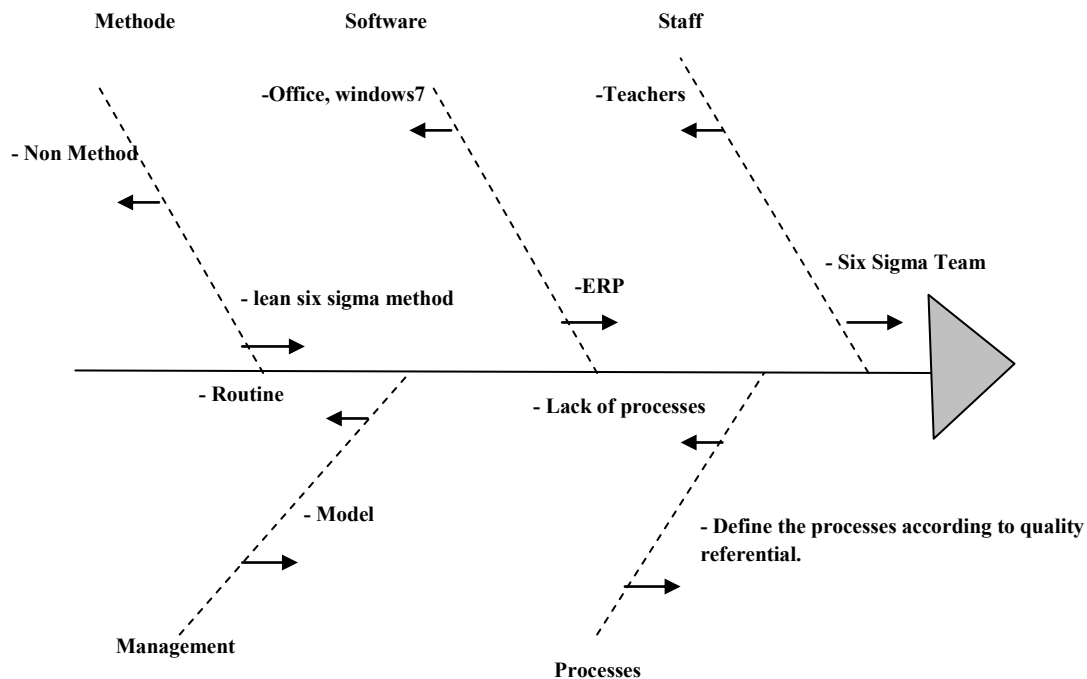 Methode
Software
Staff
-Office, windows7
-Teachers
- Non Method
- Six Sigma Team
- lean six sigma method
-ERP
- Routine
- Lack of processes
- Model
- Define the processes according to quality
referential.
Management
Processes